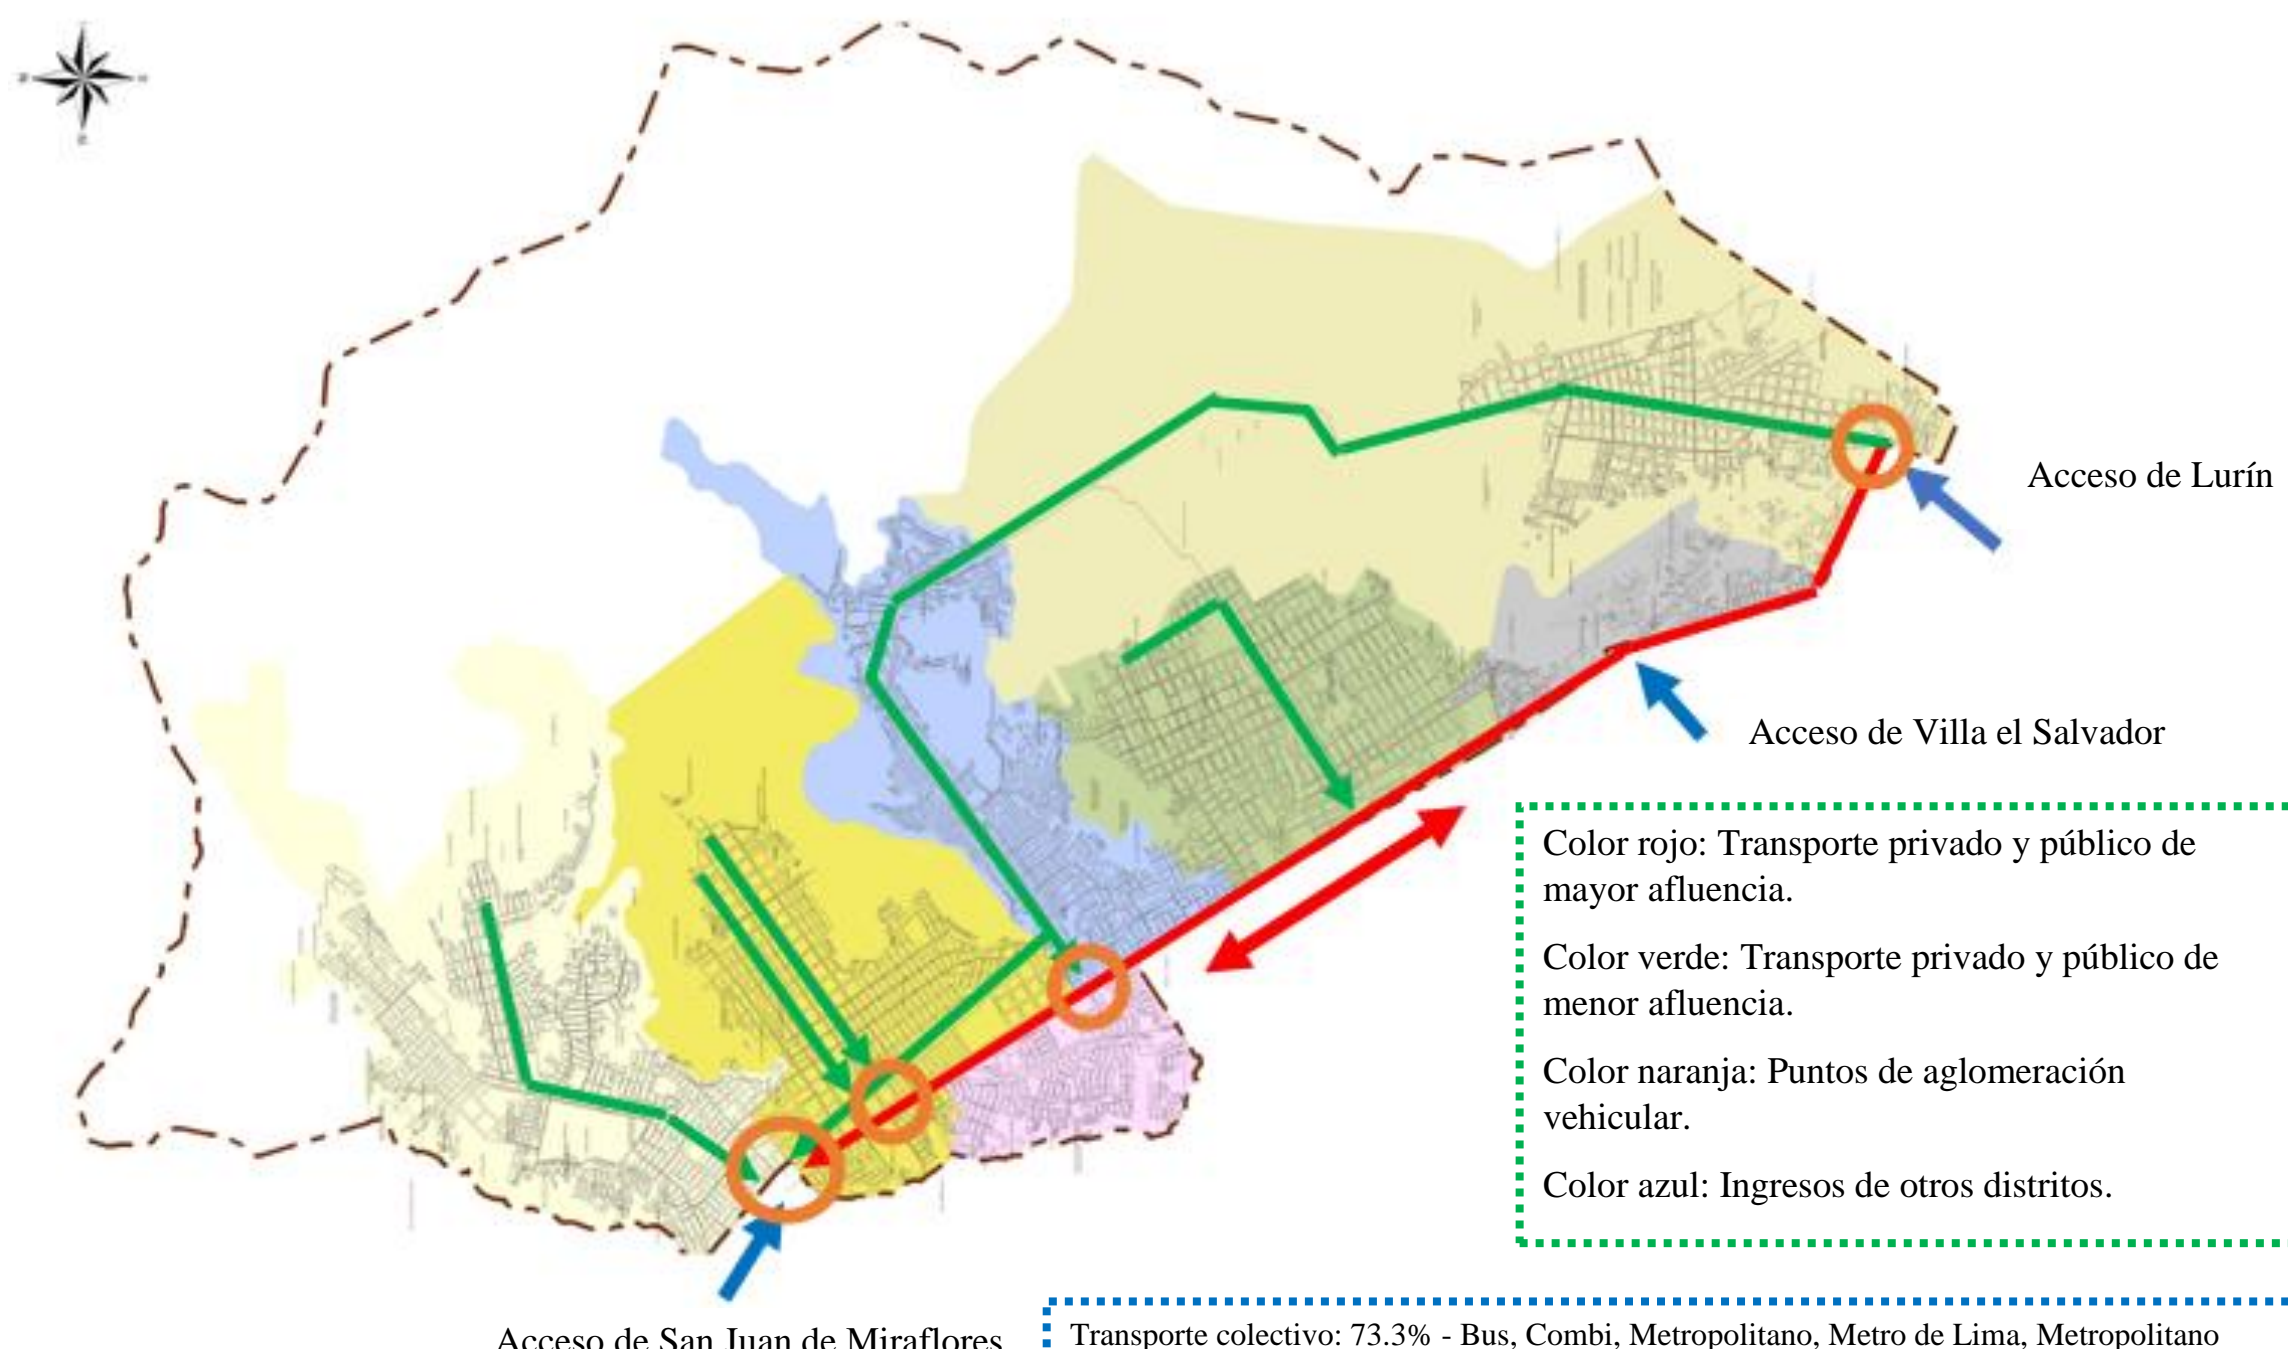 Acceso de Lurín
Acceso de Villa el Salvador
Color rojo: Transporte privado y público de
mayor afluencia.
Color verde: Transporte privado y público de
menor afluencia.
Color naranja: Puntos de aglomeración
vehicular.
Color azul: Ingresos de otros distritos.
Acceso de San Juan de Miraflores
Transporte colectivo: 73.3% - Bus, Combi, Metropolitano, Metro de Lima, Metropolitano